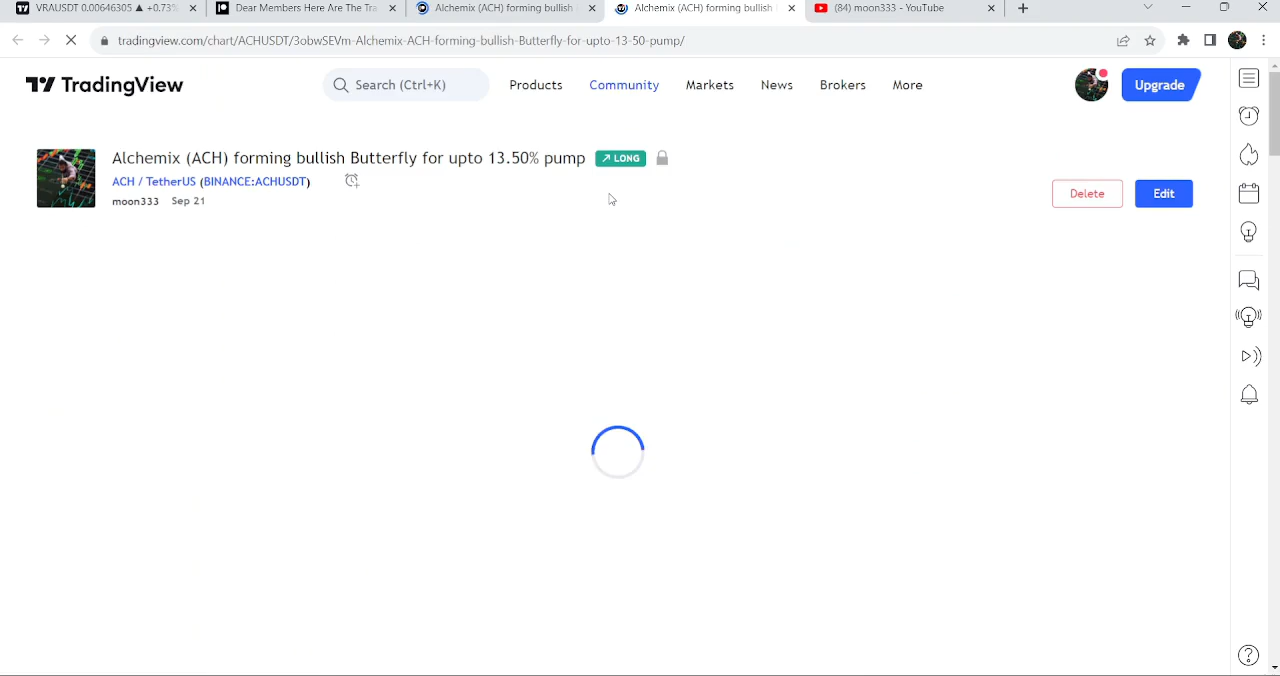 VRAUSDT 0.00646305 ▲ +0.73%
Dear Members Here Are The Tra
Alchemix (ACH) forming bullish
Alchemix (ACH) forming bullish
(84) moon333 - YouTube
tradingview.com/chart/ACHUSDT/3obwSEVm-Alchemix-ACH-forming-bullish-Butterfly-for-upto-13-50-pump/
TradingView
Search (Ctrl+K)
Products
Community
Markets
News
Brokers
More
Upgrade
Alchemix (ACH) forming bullish Butterfly for upto 13.50% pump
LONG
ACH / TetherUS (BINANCE:ACHUSDT)
moon333 Sep 21
Delete
Edit